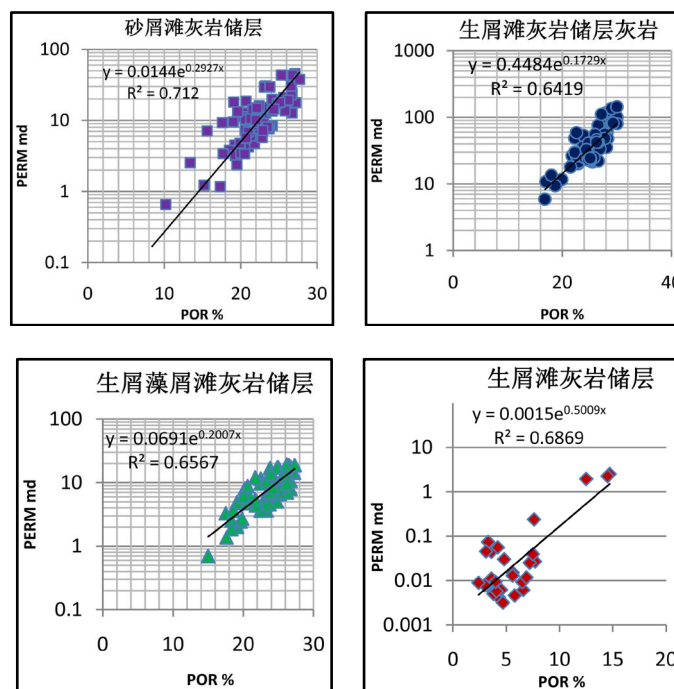 砂屑滩灰岩储层
100
y = 0.0144e^0.2927x
R² = 0.712
10
1
0.1
0 10 20 30
PERM md
POR %
生屑滩灰岩储层灰岩
1000
y = 0.4484e^0.1729x
R² = 0.6419
100
10
1
0 20 40
PERM md
POR %
生屑藻屑滩灰岩储层
100
y = 0.0691e^0.2007x
R² = 0.6567
10
1
0.1
0 10 20 30
PERM md
POR %
生屑滩灰岩储层
y = 0.0015e^0.5009x
R² = 0.6869
10
1
0.1
0.01
0.001
0 5 10 15 20
PERM md
POR %